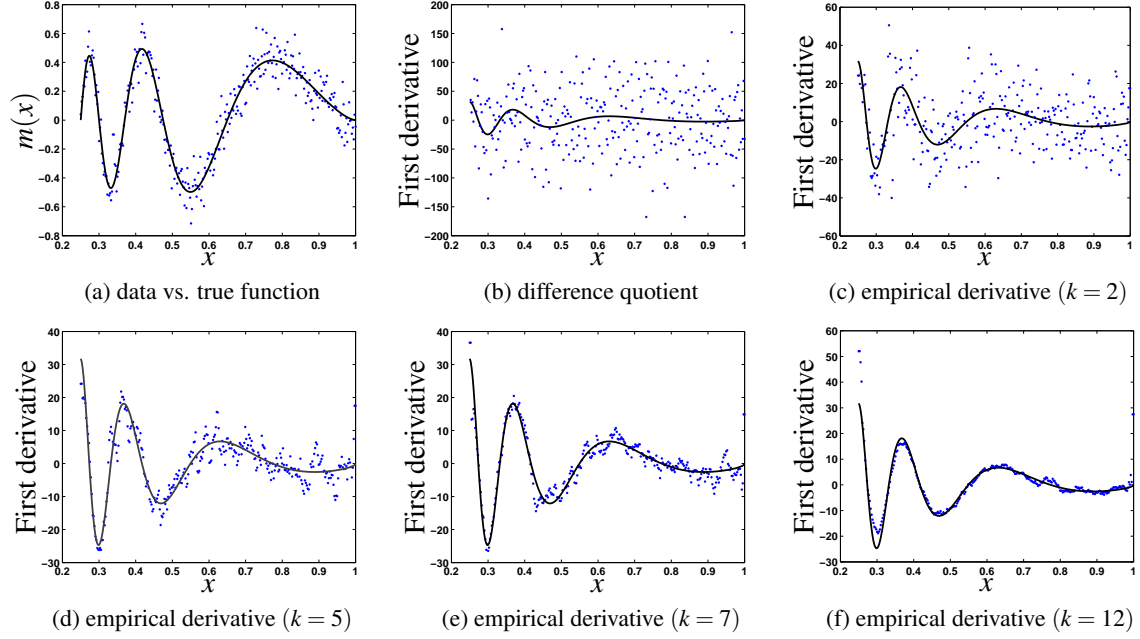 0.8
0.6
0.4
0.2
0
−0.2
−0.4
−0.6
−0.8
m(x)
0.2 0.3 0.4 0.5 0.6 0.7 0.8 0.9 1
x
(a) data vs. true function
200
150
100
50
0
−50
−100
−150
−200
First derivative
0.2 0.3 0.4 0.5 0.6 0.7 0.8 0.9 1
x
(b) difference quotient
60
40
20
0
−20
−40
−60
First derivative
0.2 0.3 0.4 0.5 0.6 0.7 0.8 0.9 1
x
(c) empirical derivative (k = 2)
40
30
20
10
0
−10
−20
−30
First derivative
0.2 0.3 0.4 0.5 0.6 0.7 0.8 0.9 1
x
(d) empirical derivative (k = 5)
40
30
20
10
0
−10
−20
−30
First derivative
0.2 0.3 0.4 0.5 0.6 0.7 0.8 0.9 1
x
(e) empirical derivative (k = 7)
60
50
40
30
20
10
0
−10
−20
−30
First derivative
0.2 0.3 0.4 0.5 0.6 0.7 0.8 0.9 1
x
(f) empirical derivative (k = 12)